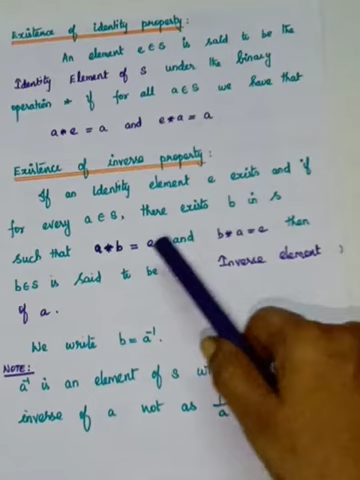 Existence of identity property :
An element e ∈ S is said to be the
Identity Element of S under the binary
operation * if for all a ∈ S we have that
a * e = a and e * a = a
Existence of inverse property :
If an identity element e exists and if
for every a ∈ S, there exists b in S
such that a * b = e and b * a = e then
b ∈ S is said to be Inverse element
of a.
We write b = a⁻¹
NOTE:
a⁻¹ is an element of S
inverse of a not as